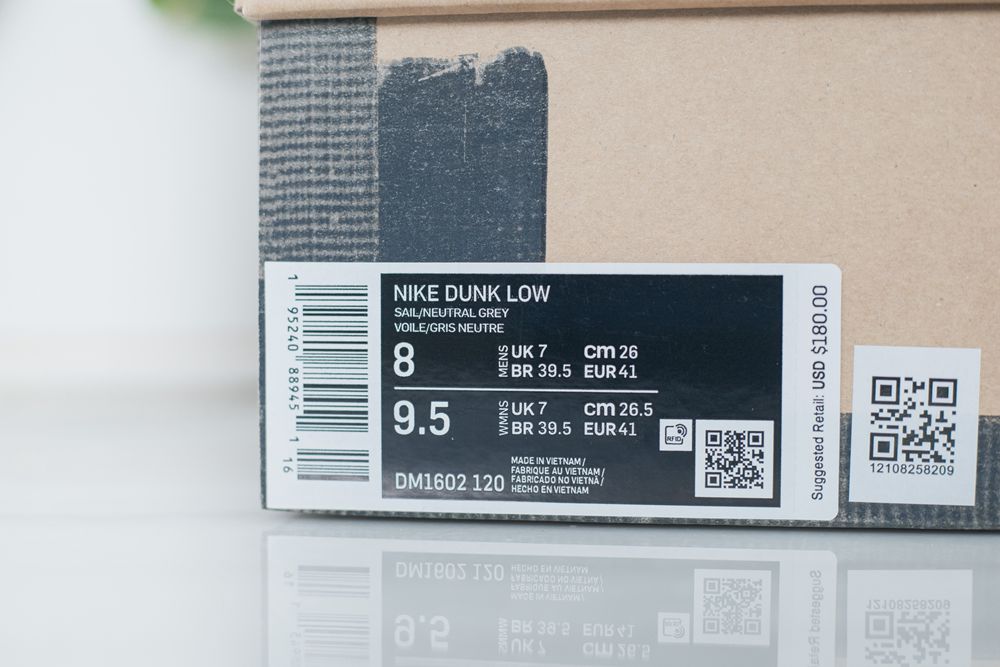 NIKE DUNK LOW
SAIL/NEUTRAL GREY
VOILE/GRIS NEUTRE
8
MENS
UK 7 cm 26
BR 39.5 EUR 41
9.5
WMNS
UK 7 cm 26.5
BR 39.5 EUR 41
RFID
DM1602 120
MADE IN VIETNAM /
FABRIQUE AU VIETNAM /
FABRICADO NO VIETNÃ /
HECHO EN VIETNAM
1 95240 88945 1 16
Suggested Retail: USD $180.00
12108258209